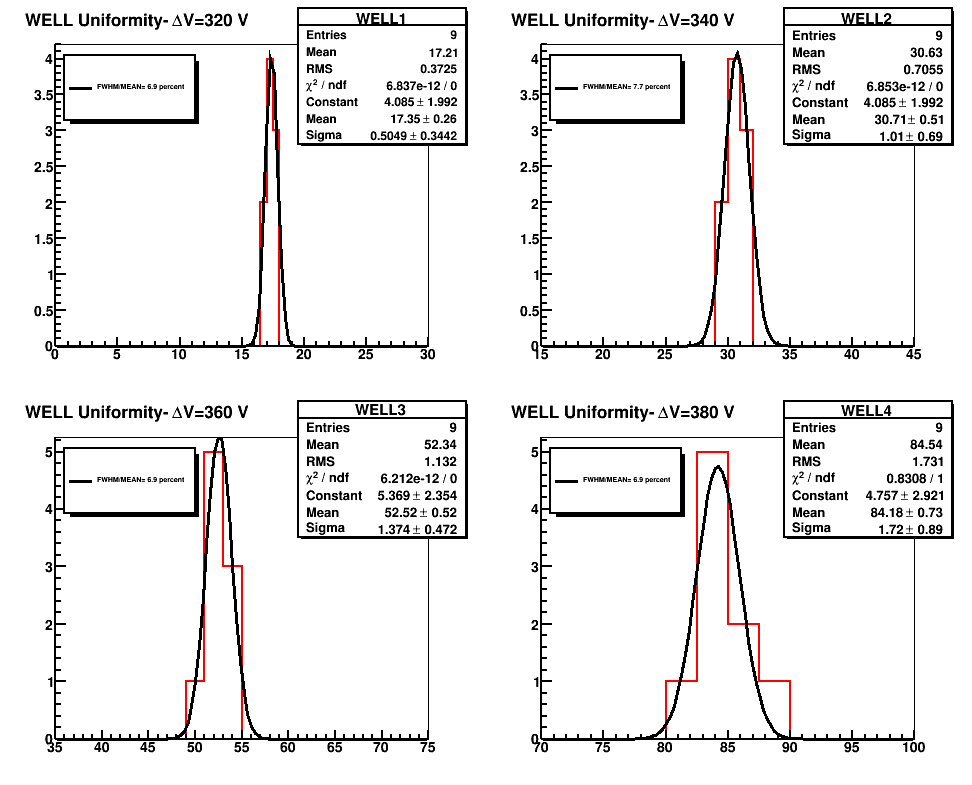 WELL Uniformity- ΔV=320 V
WELL1
Entries 9
Mean 17.21
RMS 0.3725
χ² / ndf 6.837e-12 / 0
Constant 4.085 ± 1.992
Mean 17.35 ± 0.26
Sigma 0.5049 ± 0.3442
FWHM/MEAN= 6.9 percent
4
3.5
3
2.5
2
1.5
1
0.5
0
0 5 10 15 20 25 30
WELL Uniformity- ΔV=340 V
WELL2
Entries 9
Mean 30.63
RMS 0.7055
χ² / ndf 6.853e-12 / 0
Constant 4.085 ± 1.992
Mean 30.71 ± 0.51
Sigma 1.01 ± 0.69
FWHM/MEAN= 7.7 percent
4
3.5
3
2.5
2
1.5
1
0.5
0
15 20 25 30 35 40 45
WELL Uniformity- ΔV=360 V
WELL3
Entries 9
Mean 52.34
RMS 1.132
χ² / ndf 6.212e-12 / 0
Constant 5.369 ± 2.354
Mean 52.52 ± 0.52
Sigma 1.374 ± 0.472
FWHM/MEAN= 6.9 percent
5
4
3
2
1
0
35 40 45 50 55 60 65 70 75
WELL Uniformity- ΔV=380 V
WELL4
Entries 9
Mean 84.54
RMS 1.731
χ² / ndf 0.8308 / 1
Constant 4.757 ± 2.921
Mean 84.18 ± 0.73
Sigma 1.72 ± 0.89
FWHM/MEAN= 6.9 percent
5
4
3
2
1
0
70 75 80 85 90 95 100